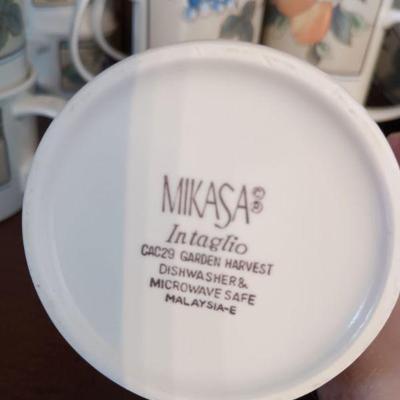 MIKASA © ®
Intaglio
CAC29 GARDEN HARVEST
DISHWASHER &
MICROWAVE SAFE
MALAYSIA-E